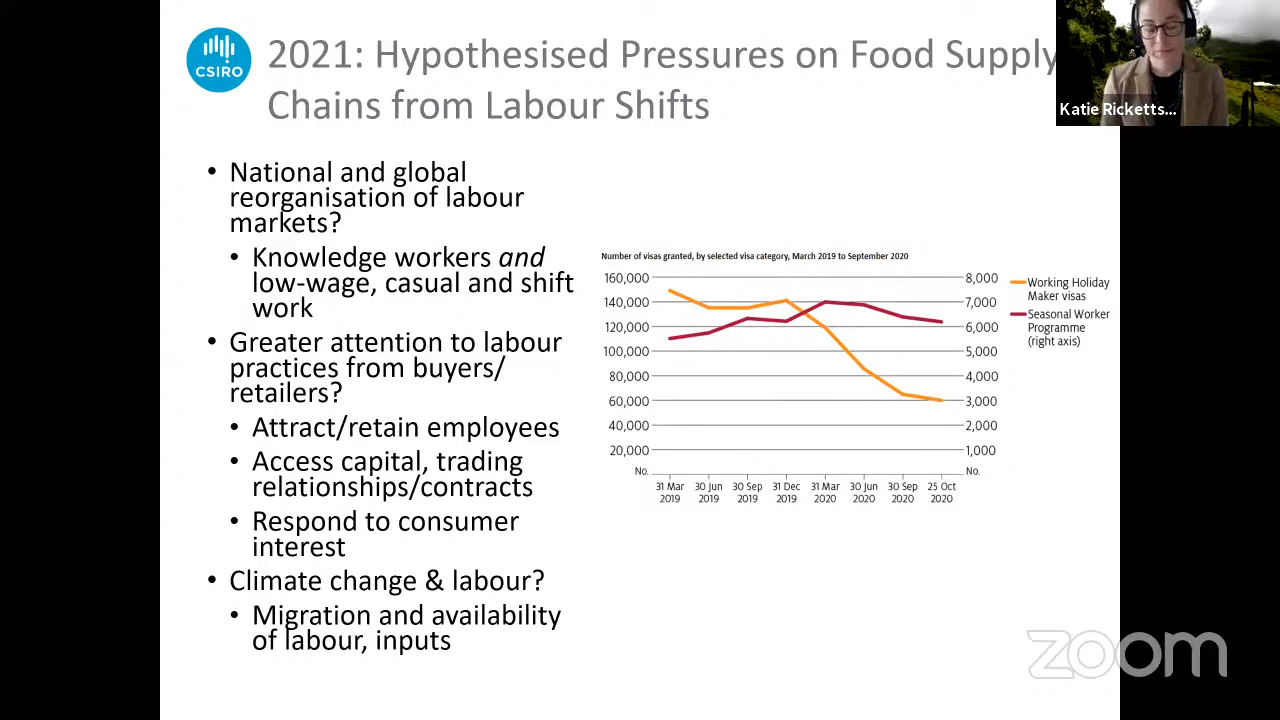 CSIRO
2021: Hypothesised Pressures on Food Supply
Chains from Labour Shifts
Katie Ricketts...
• National and global
reorganisation of labour
markets?
• Knowledge workers and
low-wage, casual and shift
work
• Greater attention to labour
practices from buyers/
retailers?
• Attract/retain employees
• Access capital, trading
relationships/contracts
• Respond to consumer
interest
• Climate change & labour?
• Migration and availability
of labour, inputs
Number of visas granted, by selected visa category, March 2019 to September 2020
160,000 8,000
140,000 7,000
120,000 6,000
100,000 5,000
80,000 4,000
60,000 3,000
40,000 2,000
20,000 1,000
No. No.
31 Mar 30 Jun 30 Sep 31 Dec 31 Mar 30 Jun 30 Sep 25 Oct
2019 2019 2019 2019 2020 2020 2020 2020
Working Holiday
Maker visas
Seasonal Worker
Programme
(right axis)
zoom